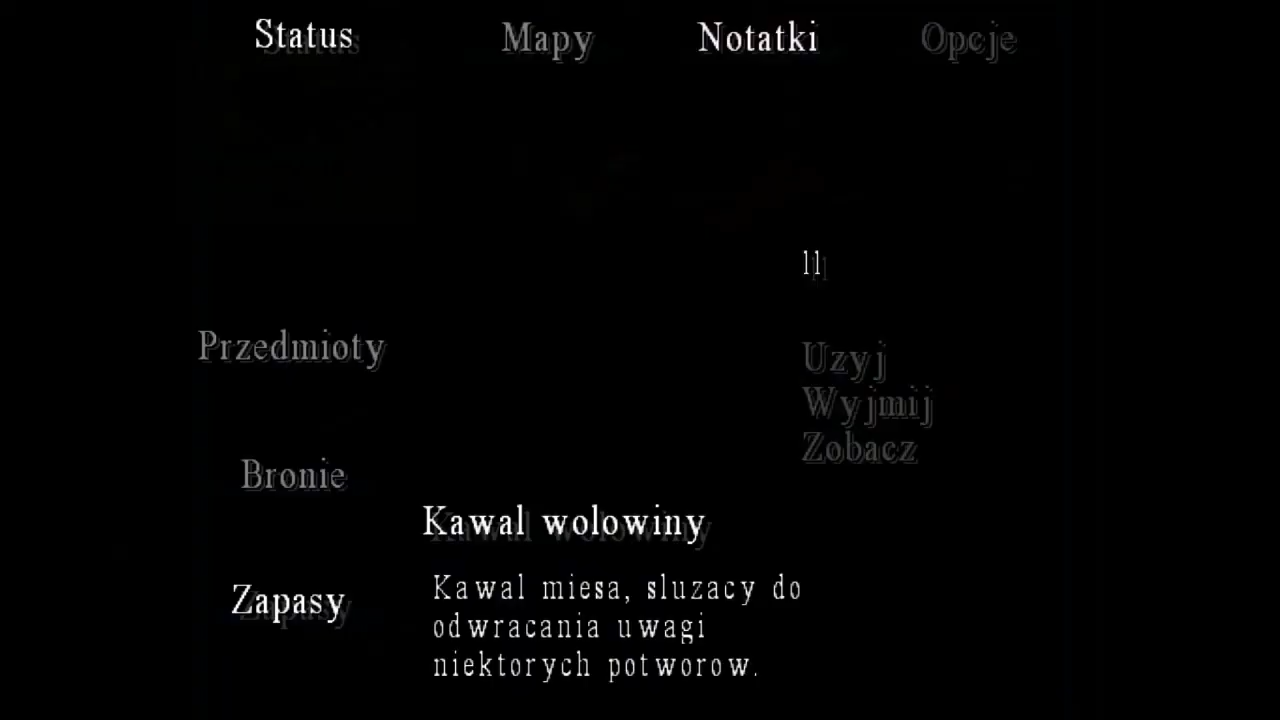 Status Mapy Notatki Opcje
11
Przedmioty
Uzyj
Wyjmij
Zobacz
Bronie
Kawal wolowiny
Zapasy
Kawal miesa, sluzacy do
odwracania uwagi
niektorych potworow.